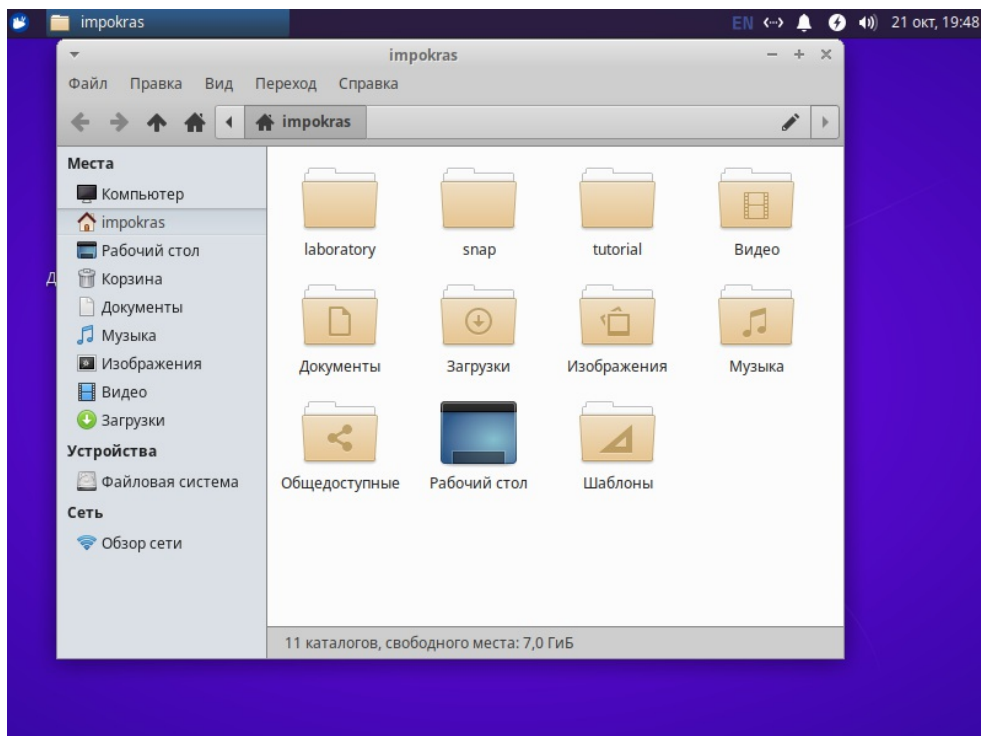 impokras
EN
21 окт, 19:48
impokras
Файл Правка Вид Переход Справка
impokras
Места
Компьютер
impokras
Рабочий стол
Корзина
Документы
Музыка
Изображения
Видео
Загрузки
Устройства
Файловая система
Сеть
Обзор сети
Д
laboratory snap tutorial Видео
Документы Загрузки Изображения Музыка
Общедоступные Рабочий стол Шаблоны
11 каталогов, свободного места: 7,0 ГиБ